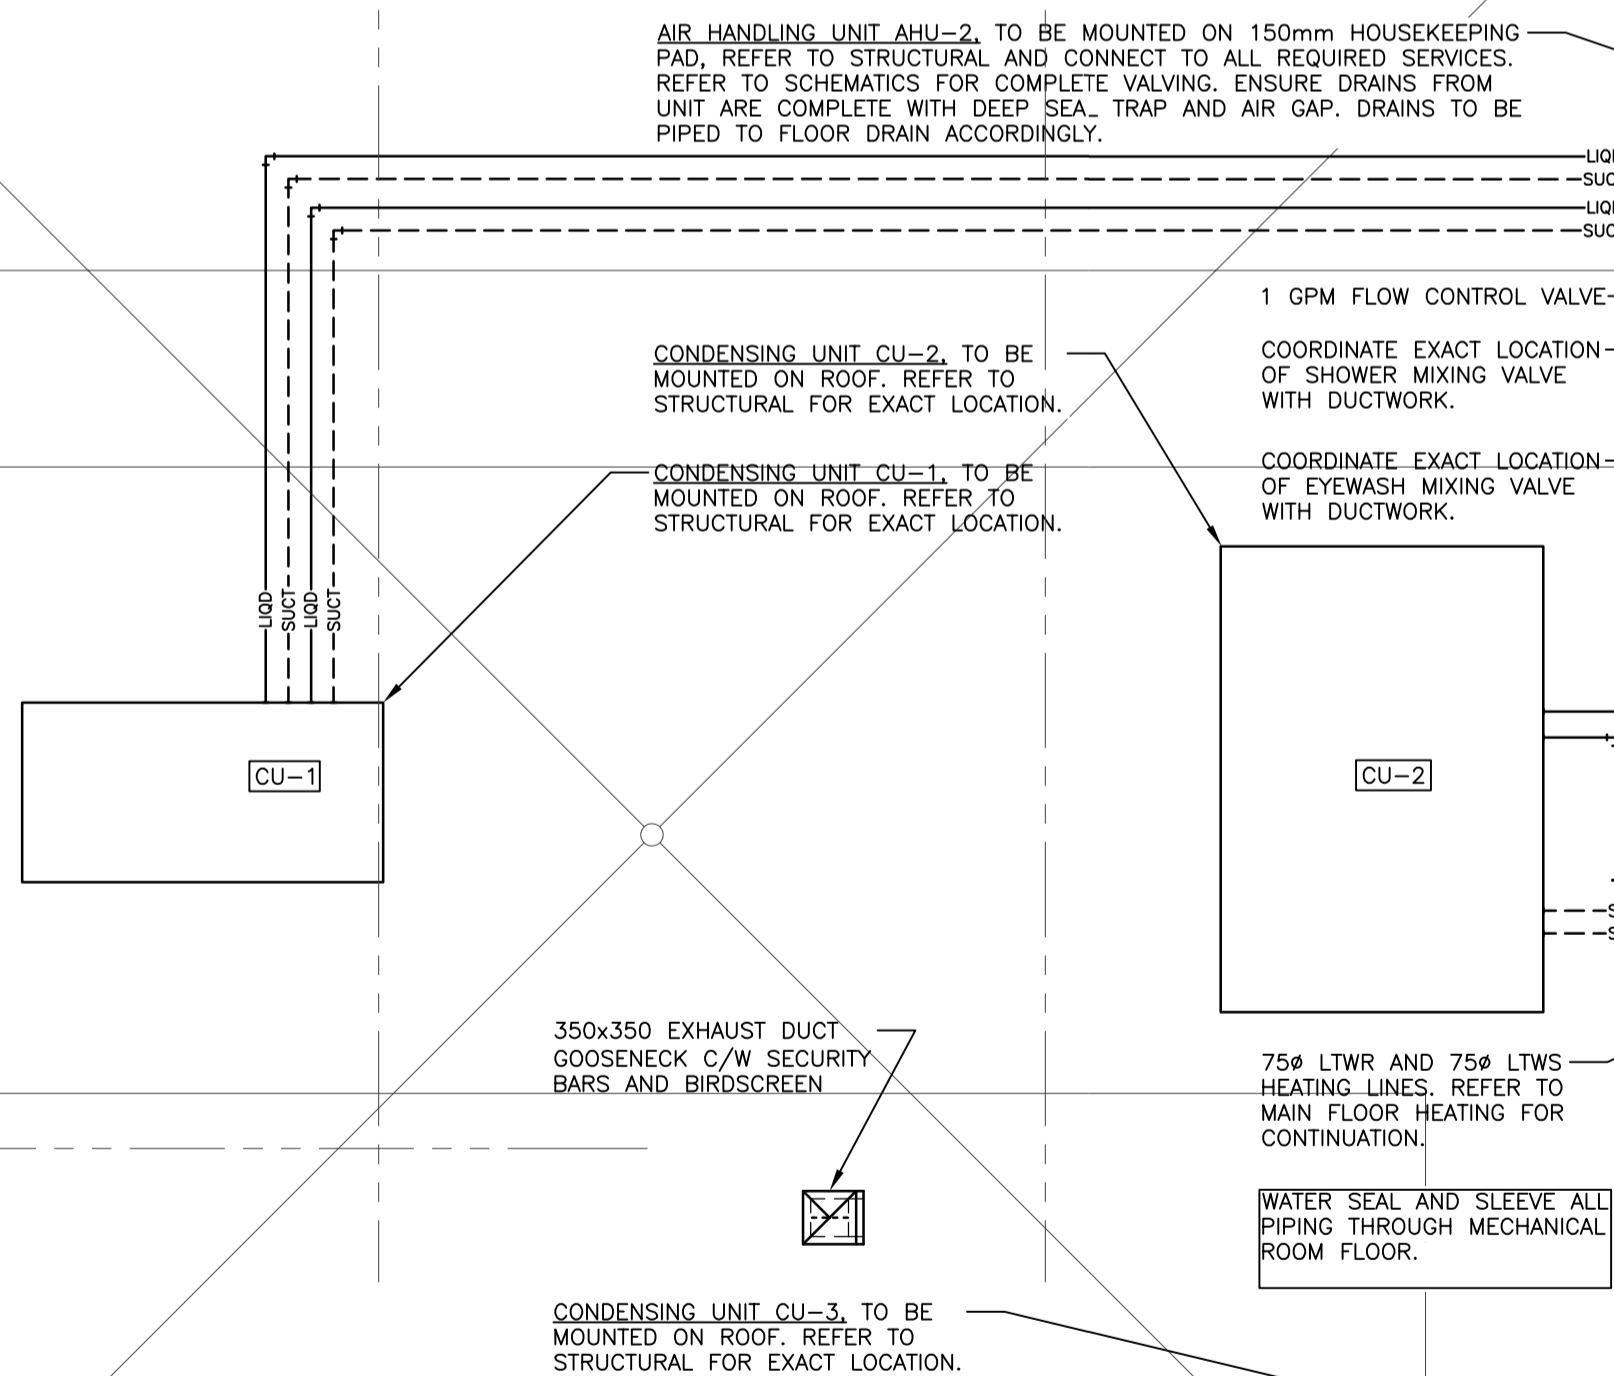 AIR HANDLING UNIT AHU-2, TO BE MOUNTED ON 150mm HOUSEKEEPING
PAD, REFER TO STRUCTURAL AND CONNECT TO ALL REQUIRED SERVICES.
REFER TO SCHEMATICS FOR COMPLETE VALVING. ENSURE DRAINS FROM
UNIT ARE COMPLETE WITH DEEP SEA_ TRAP AND AIR GAP. DRAINS TO BE
PIPED TO FLOOR DRAIN ACCORDINGLY.
1 GPM FLOW CONTROL VALVE
CONDENSING UNIT CU-2, TO BE
MOUNTED ON ROOF. REFER TO
STRUCTURAL FOR EXACT LOCATION.
COORDINATE EXACT LOCATION
OF SHOWER MIXING VALVE
WITH DUCTWORK.
CONDENSING UNIT CU-1, TO BE
MOUNTED ON ROOF. REFER TO
STRUCTURAL FOR EXACT LOCATION.
COORDINATE EXACT LOCATION
OF EYEWASH MIXING VALVE
WITH DUCTWORK.
LIQD
SUCT
LIQD
SUCT
CU-1
CU-2
350x350 EXHAUST DUCT
GOOSENECK C/W SECURITY
BARS AND BIRDSCREEN
75ø LTWR AND 75ø LTWS
HEATING LINES. REFER TO
MAIN FLOOR HEATING FOR
CONTINUATION.
WATER SEAL AND SLEEVE ALL
PIPING THROUGH MECHANICAL
ROOM FLOOR.
CONDENSING UNIT CU-3, TO BE
MOUNTED ON ROOF. REFER TO
STRUCTURAL FOR EXACT LOCATION.